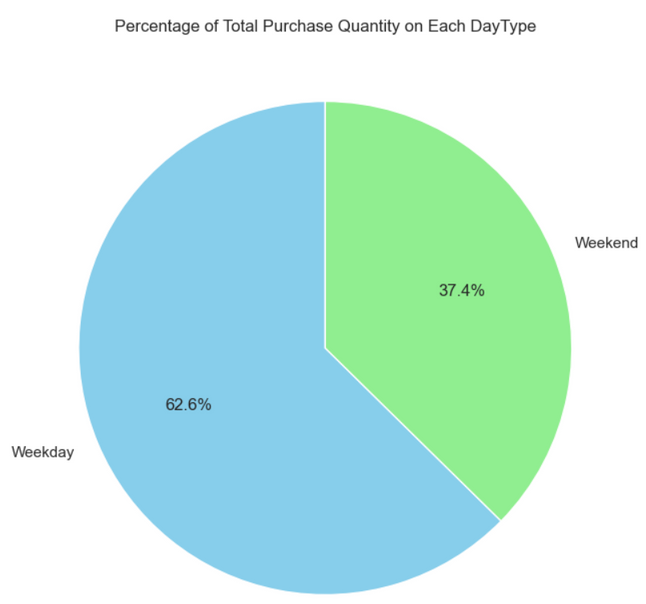 Percentage of Total Purchase Quantity on Each DayType
Weekend
37.4%
62.6%
Weekday